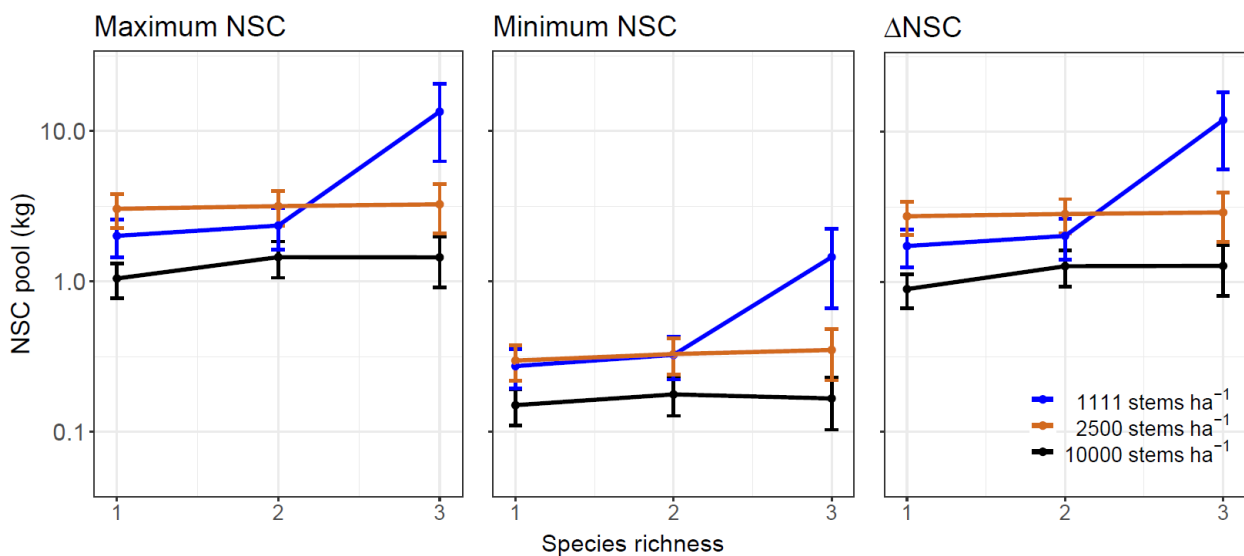 Maximum NSC
Minimum NSC
ΔNSC
NSC pool (kg)
10.0
1.0
0.1
1111 stems ha⁻¹
2500 stems ha⁻¹
10000 stems ha⁻¹
1 2 3
1 2 3
1 2 3
Species richness